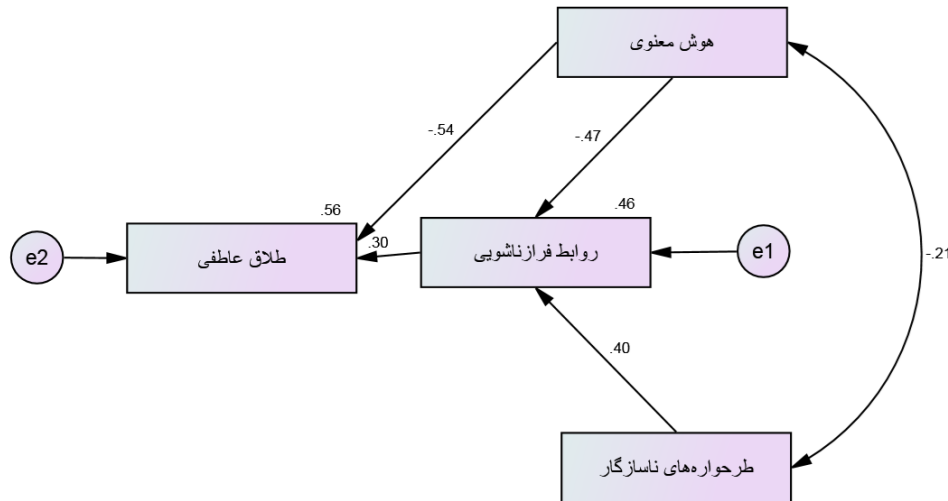 هوش معنوی
-.54
-.47
-.21
.56
.46
e2
طلاق عاطفی
.30
روابط فرازناشویی
e1
.40
طرحواره‌های ناسازگار